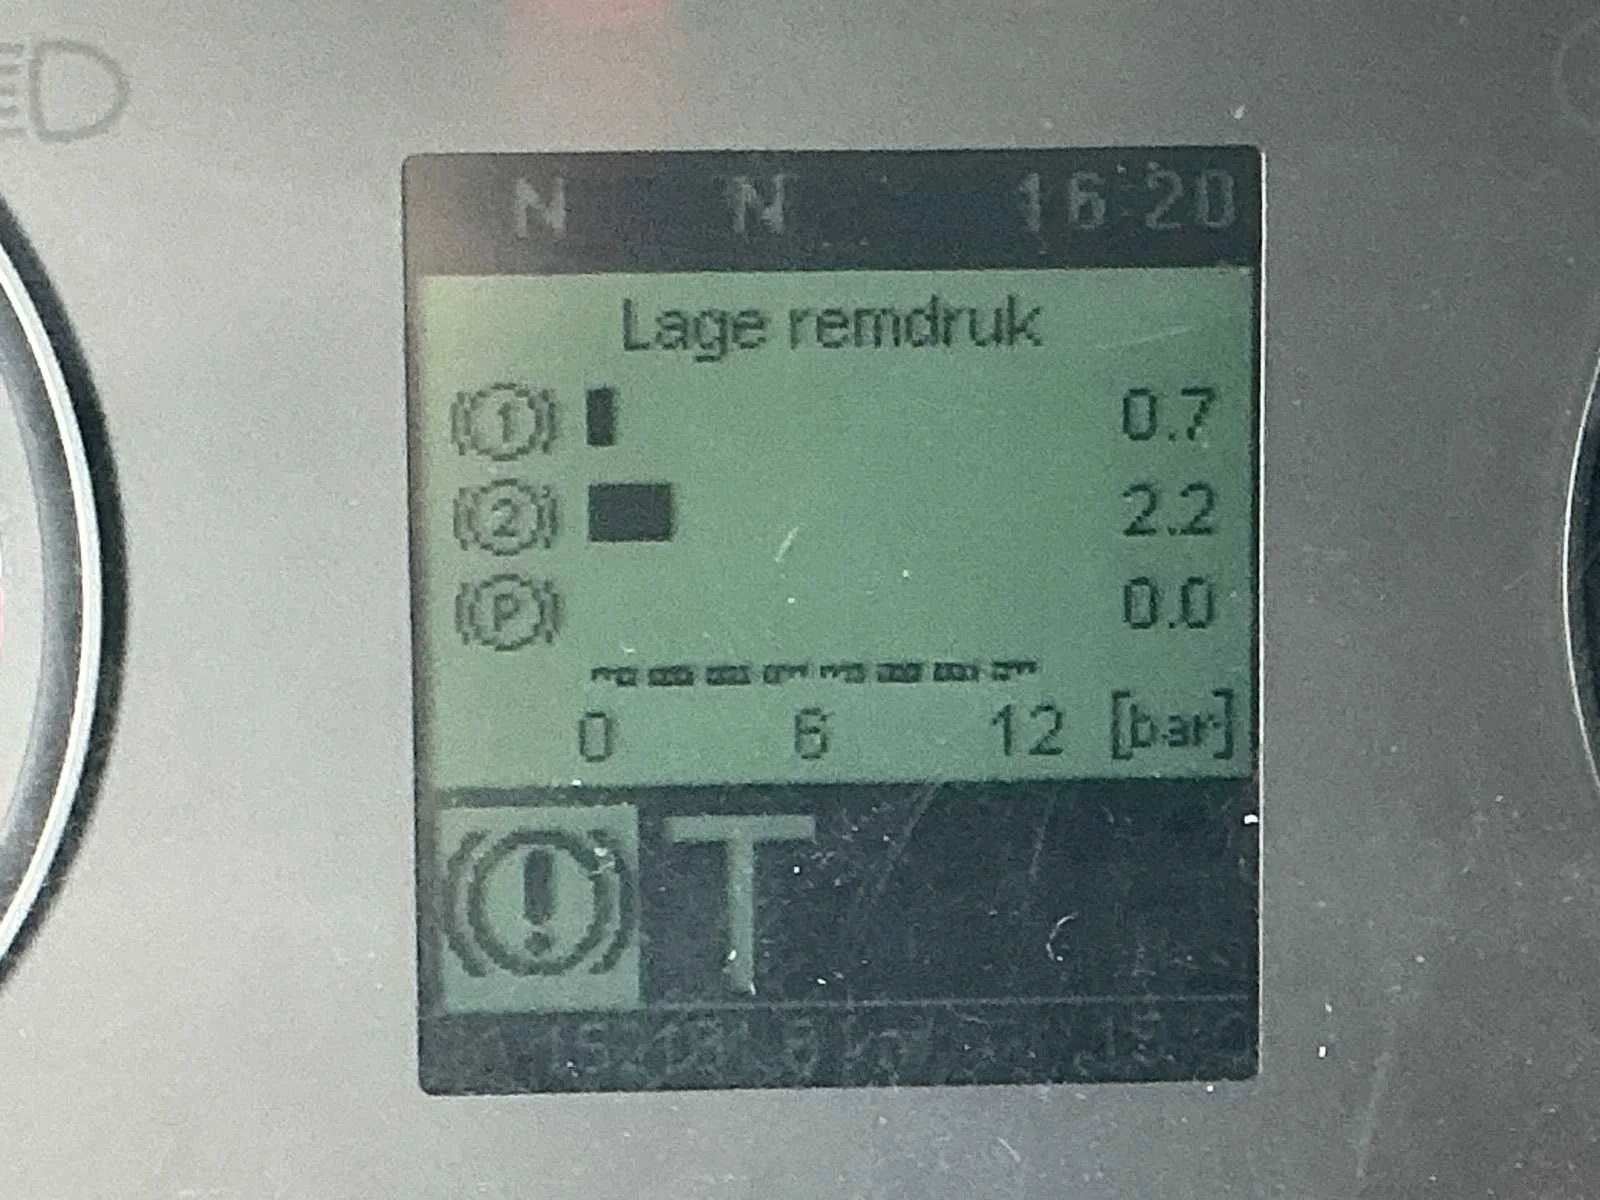 N N 16:20
Lage remdruk
1 0.7
2 2.2
P 0.0
0 6 12 [bar]
! T